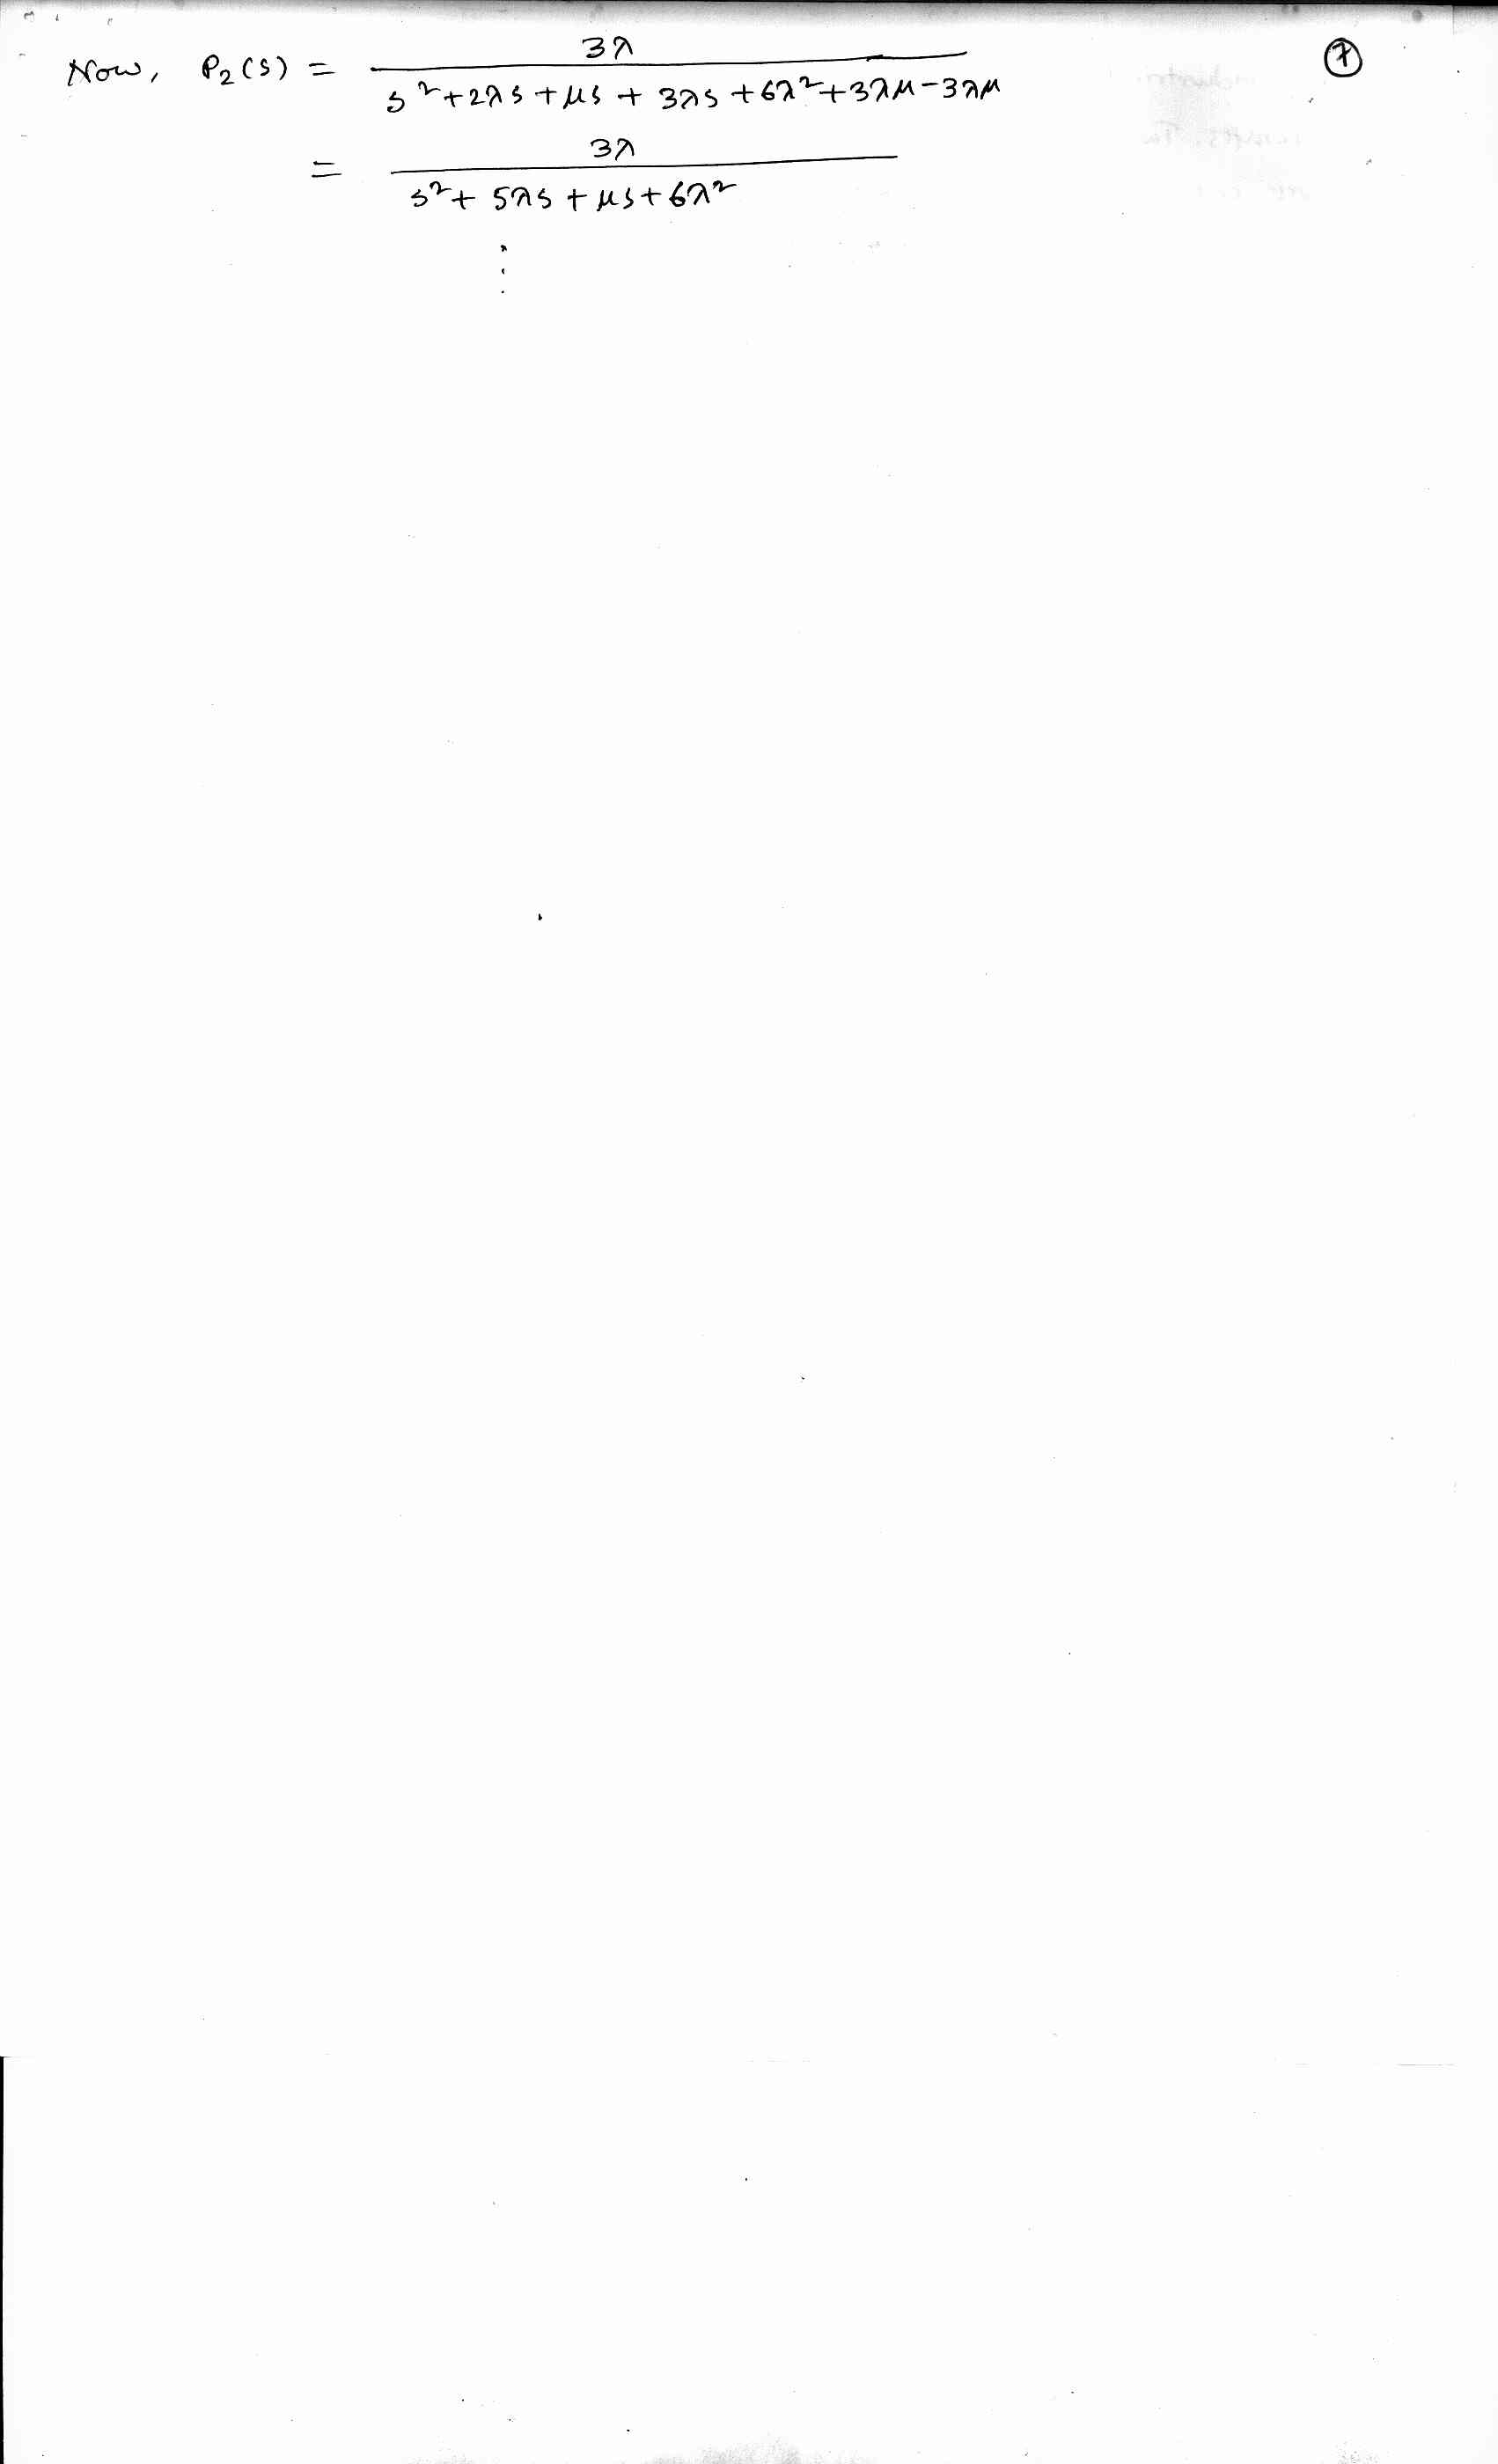 Now, P₂(s) = 3λ / (s² + 2λs + μs + 3λs + 6λ² + 3λμ - 3λμ) ⑦
= 3λ / (s² + 5λs + μs + 6λ²)
⋮